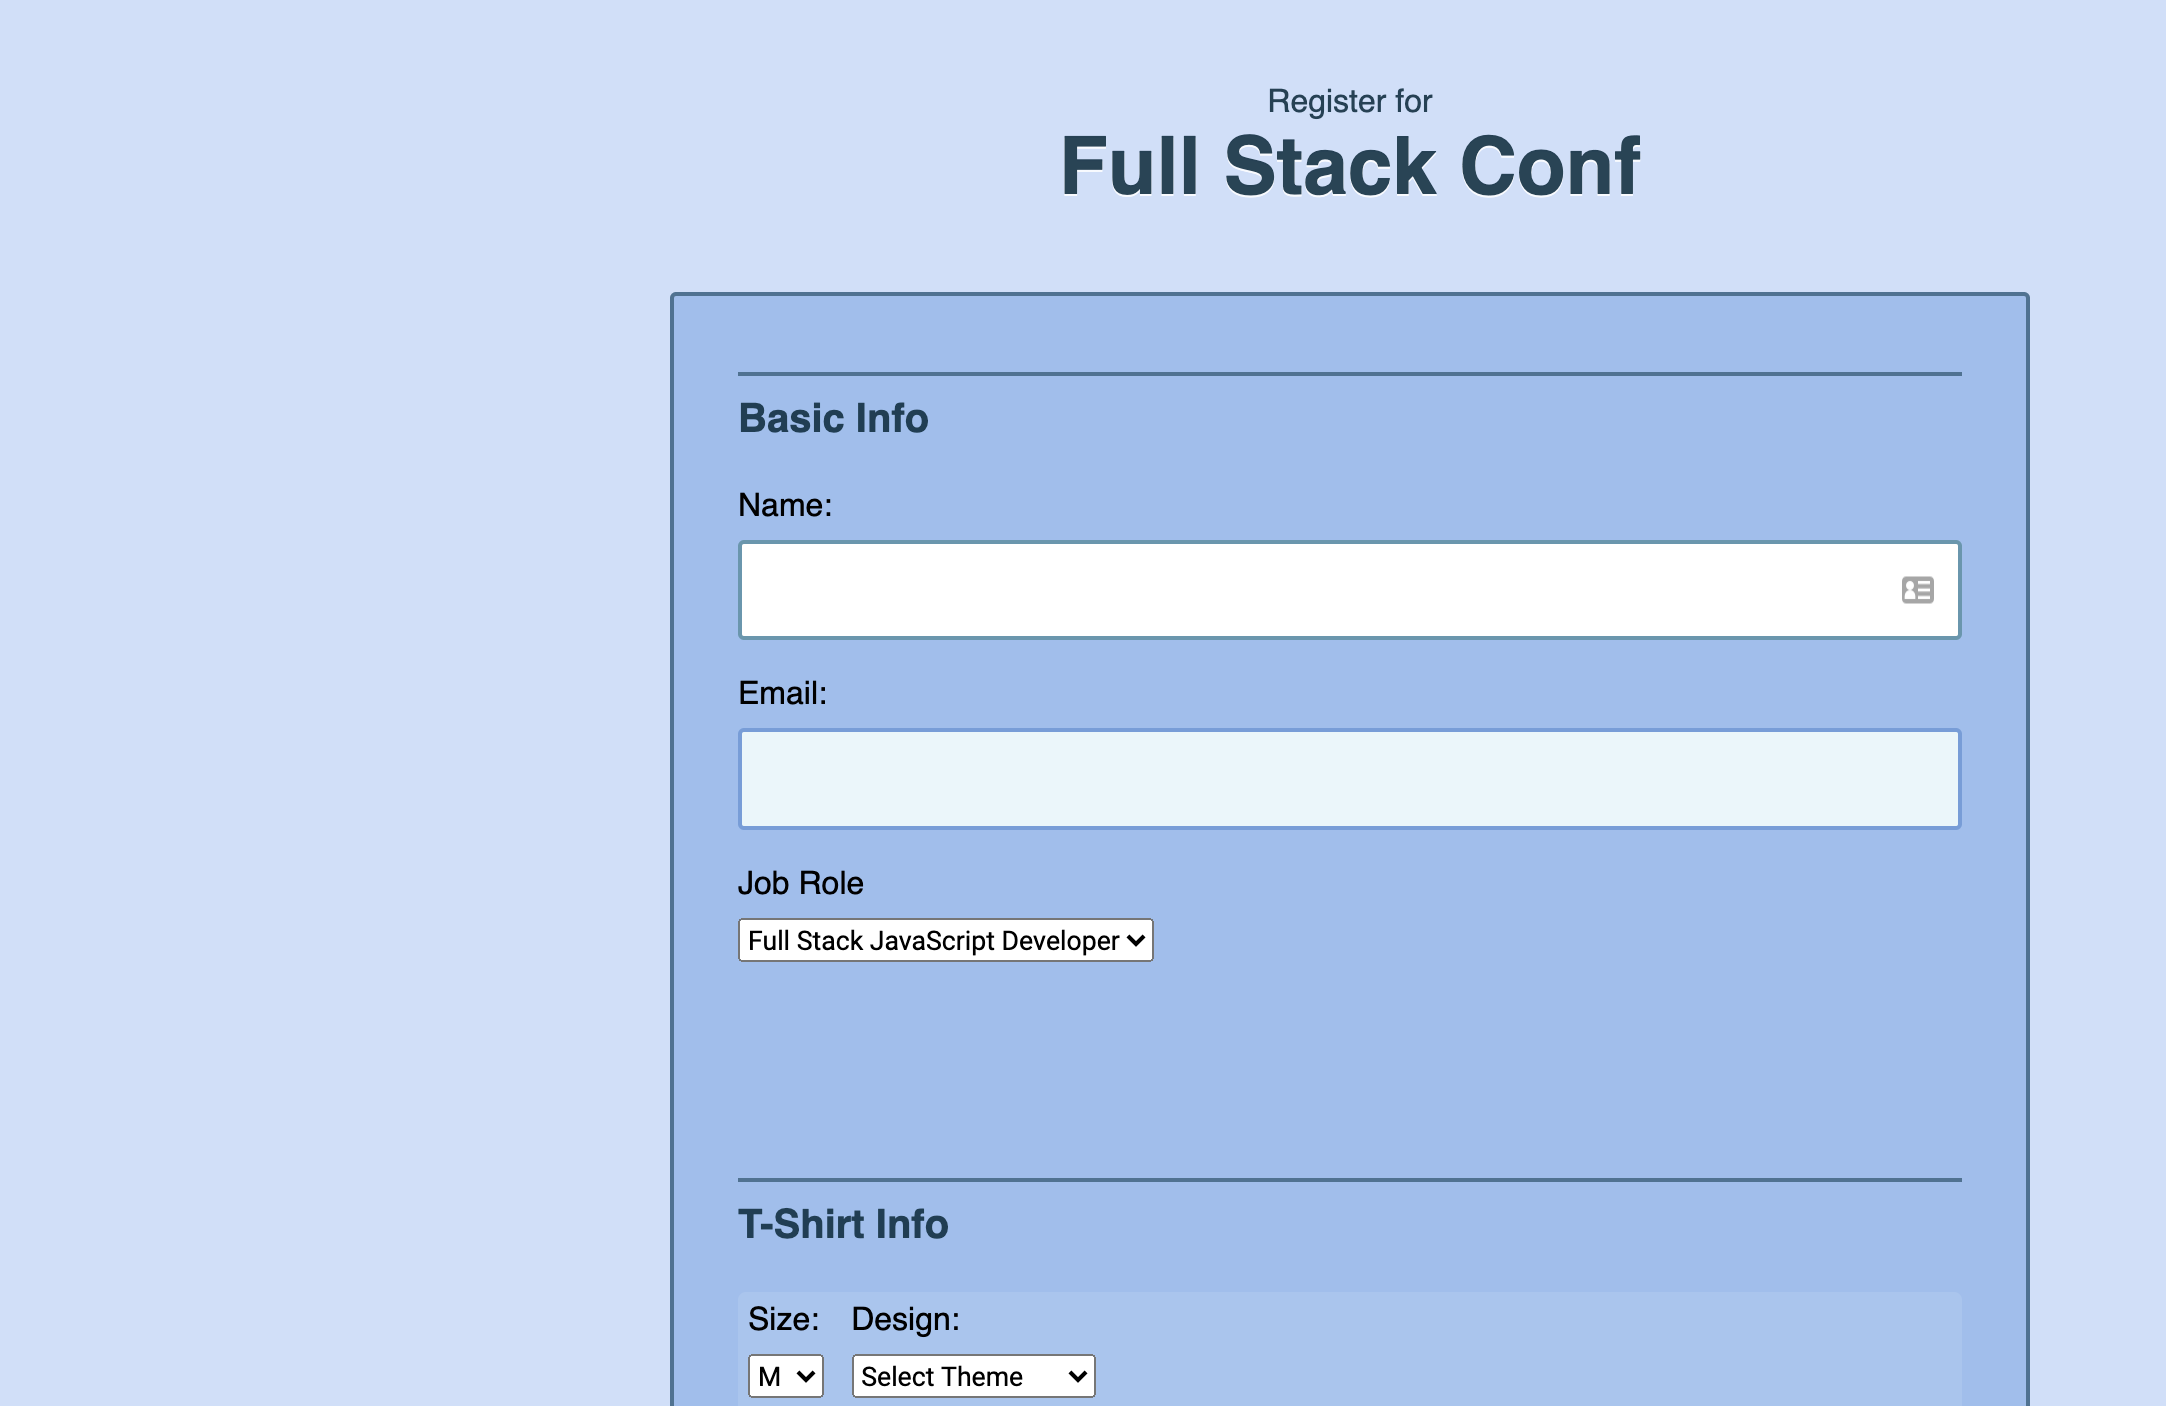 Register for
Full Stack Conf
Basic Info
Name:
Email:
Job Role
Full Stack JavaScript Developer
T-Shirt Info
Size: Design:
M Select Theme